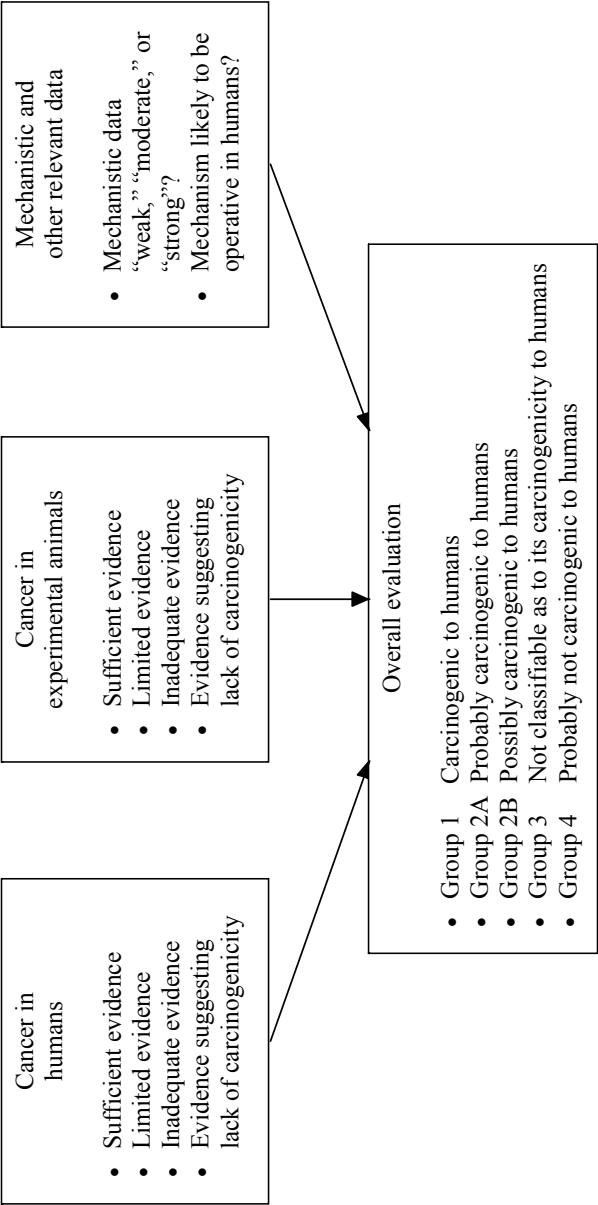 Cancer in
humans
• Sufficient evidence
• Limited evidence
• Inadequate evidence
• Evidence suggesting
lack of carcinogenicity
Cancer in
experimental animals
• Sufficient evidence
• Limited evidence
• Inadequate evidence
• Evidence suggesting
lack of carcinogenicity
Mechanistic and
other relevant data
• Mechanistic data
“weak,” “moderate,” or
“strong”?
• Mechanism likely to be
operative in humans?
Overall evaluation
• Group 1 Carcinogenic to humans
• Group 2A Probably carcinogenic to humans
• Group 2B Possibly carcinogenic to humans
• Group 3 Not classifiable as to its carcinogenicity to humans
• Group 4 Probably not carcinogenic to humans